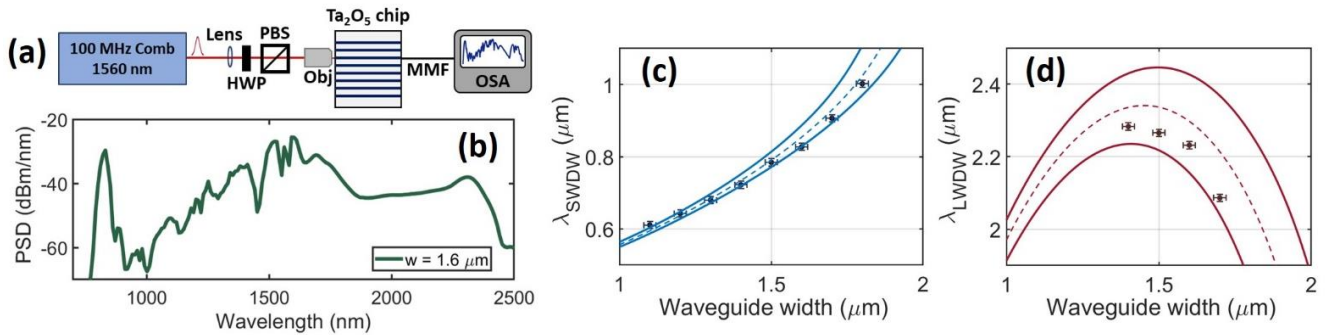 (a)
100 MHz Comb
1560 nm
Lens
HWP
PBS
Obj
Ta₂O₅ chip
MMF
OSA
(b)
PSD (dBm/nm)
-20
-40
-60
w = 1.6 μm
1000 1500 2000 2500
Wavelength (nm)
(c)
λSWDW (μm)
1
0.8
0.6
1 1.5 2
Waveguide width (μm)
(d)
λLWDW (μm)
2.4
2.2
2
1 1.5 2
Waveguide width (μm)